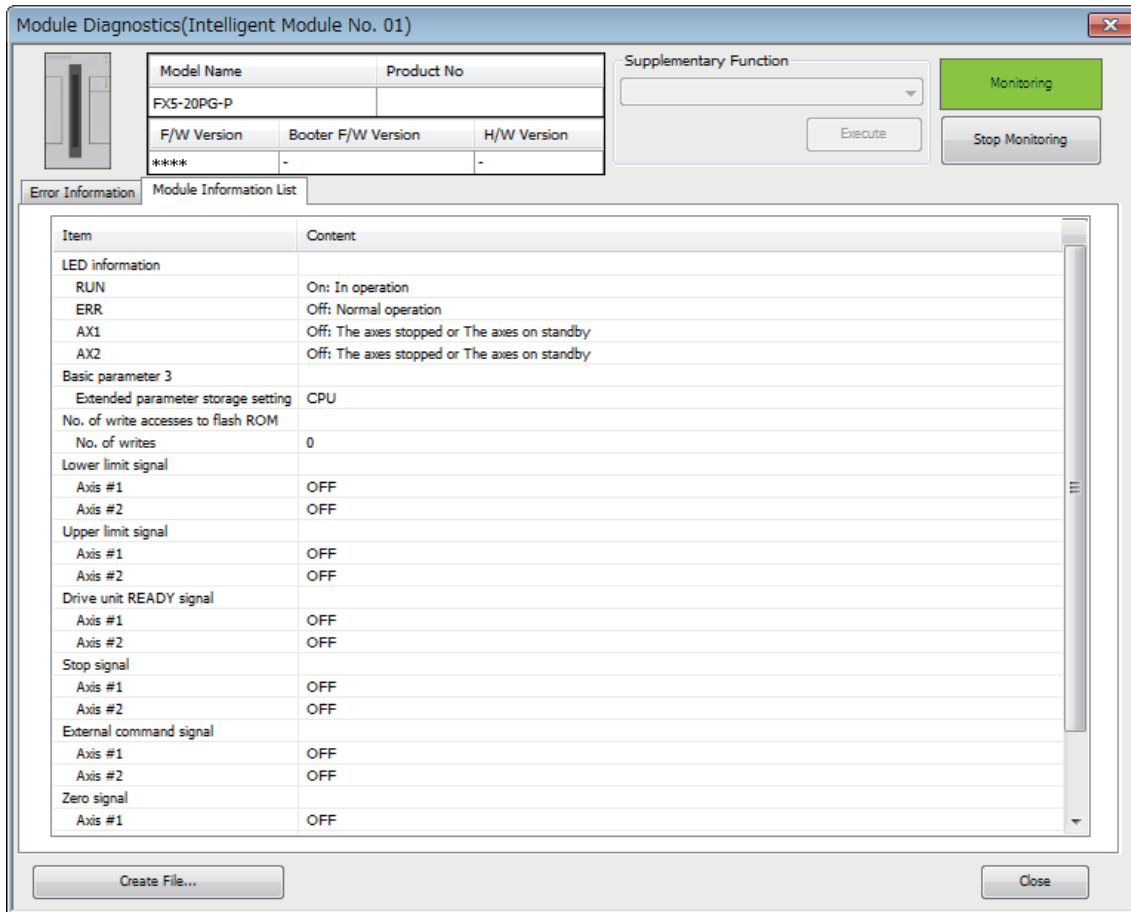 Module Diagnostics(Intelligent Module No. 01)
Model Name Product No
FX5-20PG-P
F/W Version Booter F/W Version H/W Version
**** - -
Supplementary Function
Execute
Monitoring
Stop Monitoring
Error Information Module Information List
Item Content
LED information
RUN On: In operation
ERR Off: Normal operation
AX1 Off: The axes stopped or The axes on standby
AX2 Off: The axes stopped or The axes on standby
Basic parameter 3
Extended parameter storage setting CPU
No. of write accesses to flash ROM
No. of writes 0
Lower limit signal
Axis #1 OFF
Axis #2 OFF
Upper limit signal
Axis #1 OFF
Axis #2 OFF
Drive unit READY signal
Axis #1 OFF
Axis #2 OFF
Stop signal
Axis #1 OFF
Axis #2 OFF
External command signal
Axis #1 OFF
Axis #2 OFF
Zero signal
Axis #1 OFF
Create File... Close